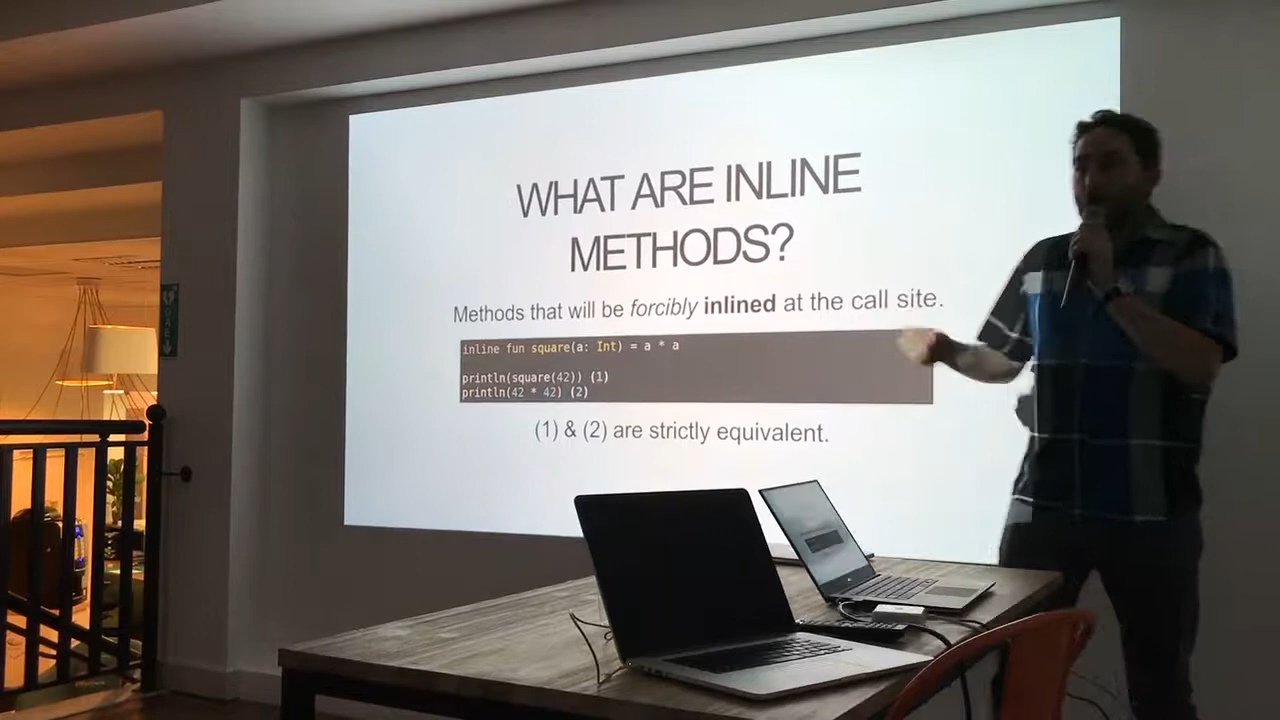 WHAT ARE INLINE
METHODS?
Methods that will be forcibly inlined at the call site.
inline fun square(a: Int) = a * a
println(square(42)) (1)
println(42 * 42) (2)
(1) & (2) are strictly equivalent.